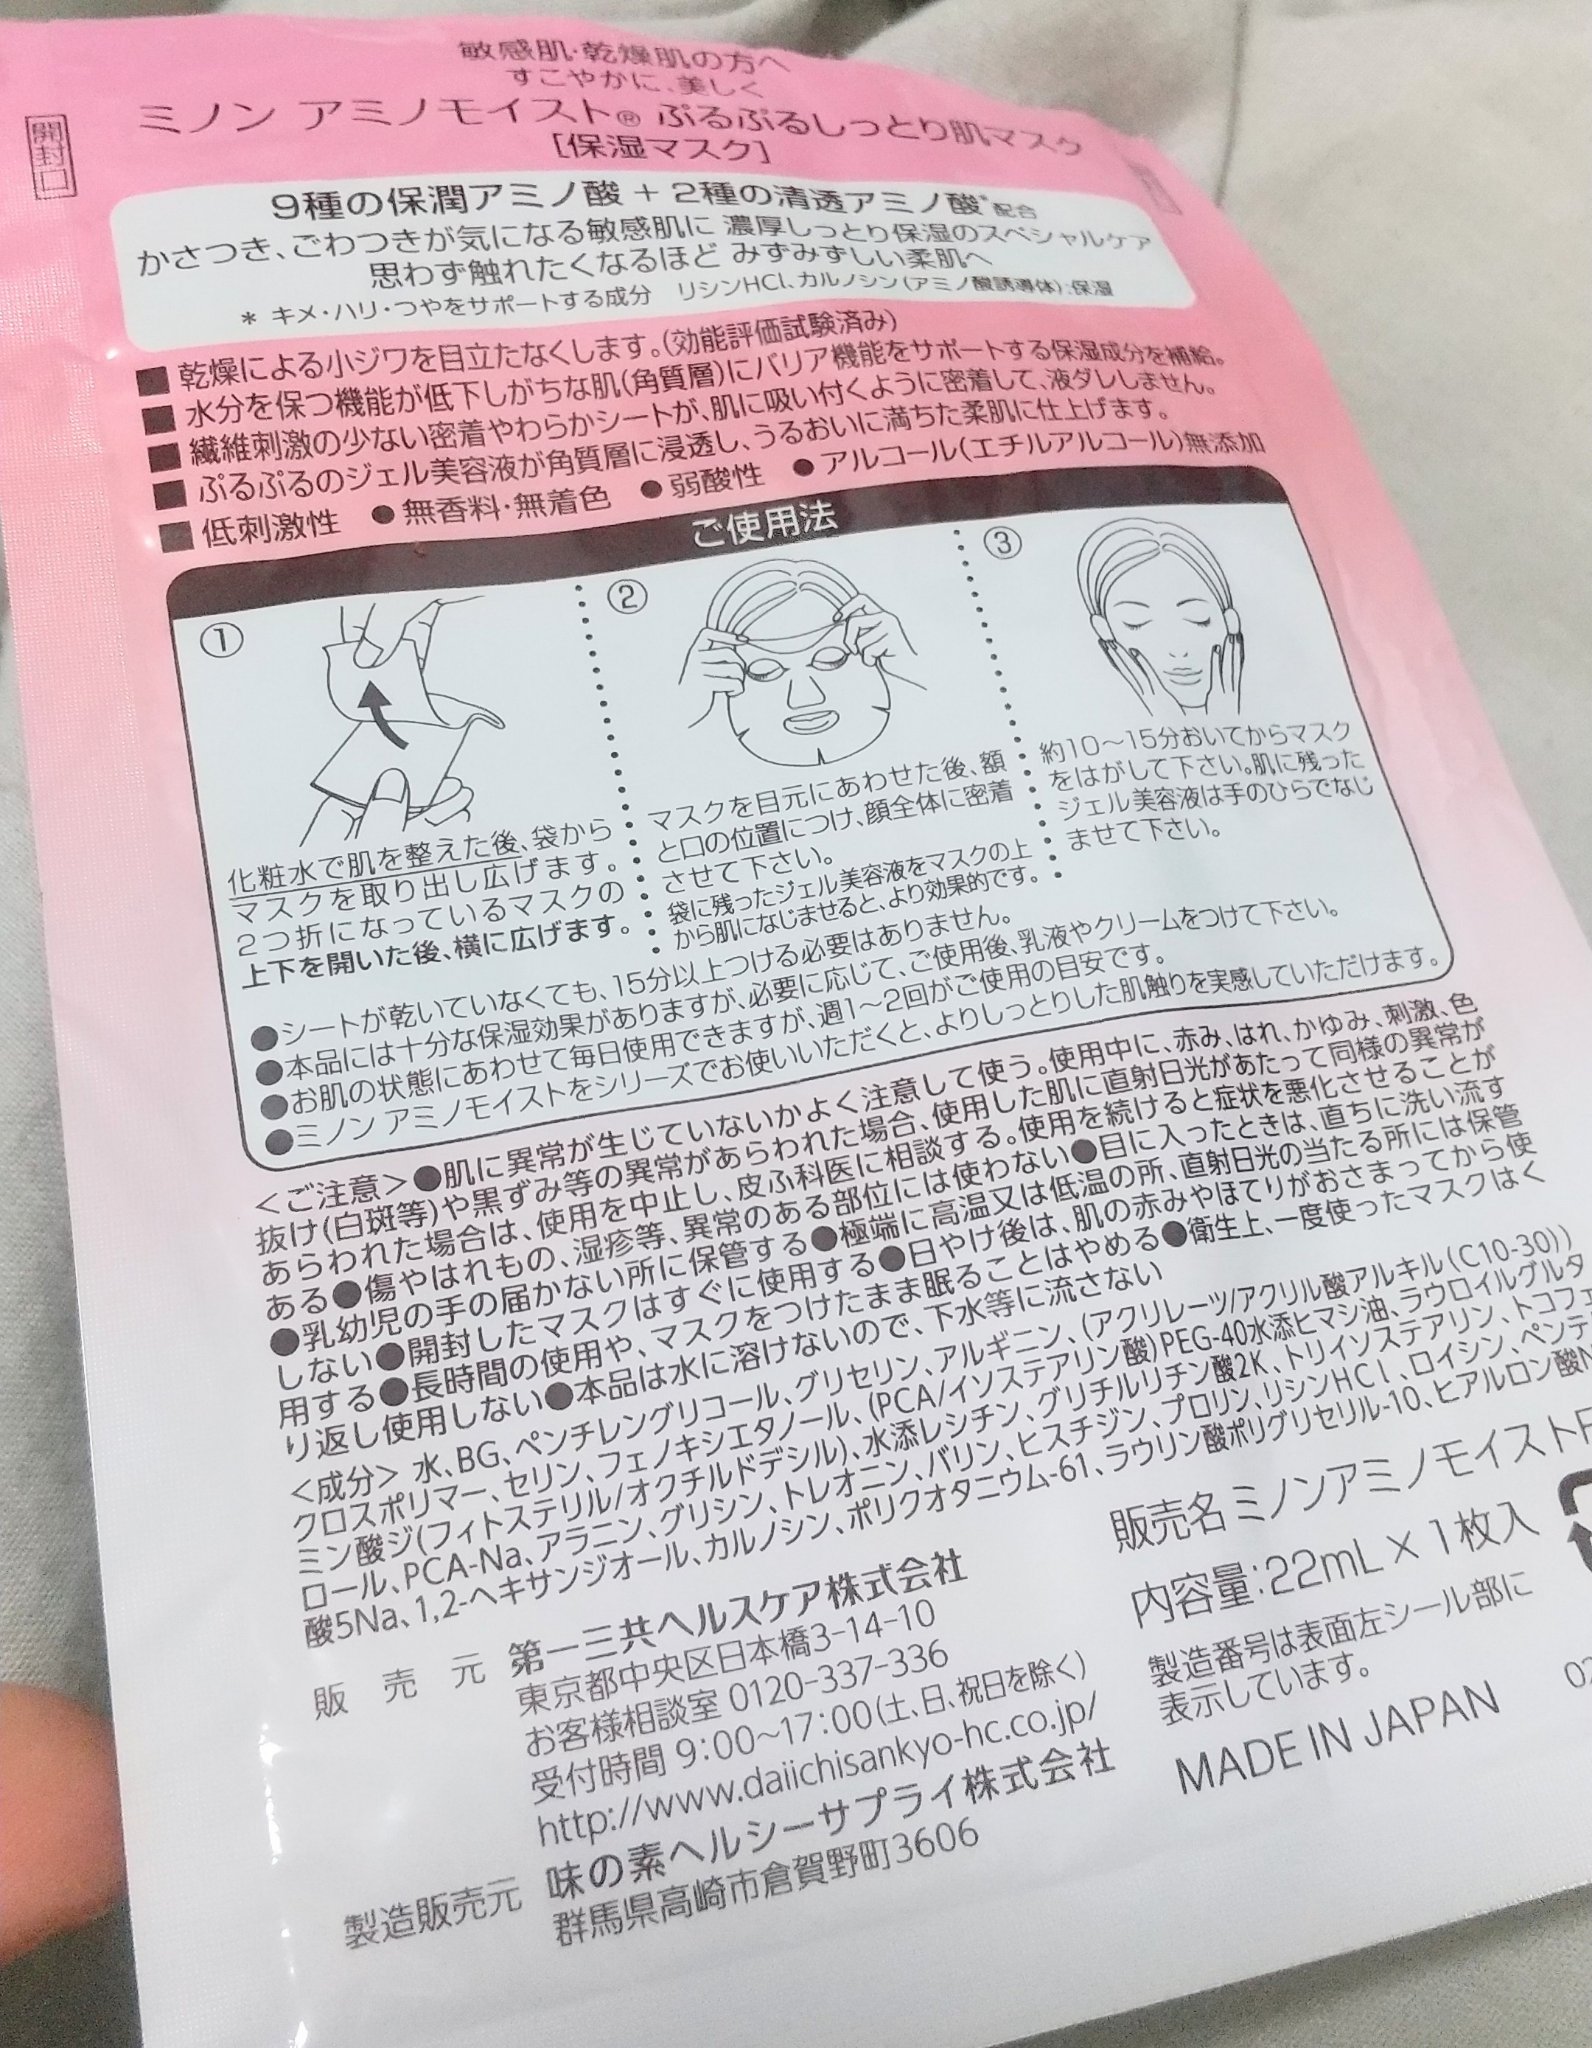 敏感肌・乾燥肌の方へ
すこやかに、美しく
ミノン アミノモイスト® ぷるぷるしっとり肌マスク
[保湿マスク]
開封口
9種の保潤アミノ酸 + 2種の清透アミノ酸*配合
かさつき、ごわつきが気になる敏感肌に 濃厚しっとり保湿のスペシャルケア
思わず触れたくなるほど みずみずしい柔肌へ
* キメ・ハリ・つやをサポートする成分 リシンHCl、カルノシン(アミノ酸誘導体):保湿
■ 乾燥による小ジワを目立たなくします。(効能評価試験済み)
■ 水分を保つ機能が低下しがちな肌(角質層)にバリア機能をサポートする保湿成分を補給。
■ 繊維刺激の少ない密着やわらかシートが、肌に吸い付くように密着して、液ダレしません。
■ ぷるぷるのジェル美容液が角質層に浸透し、うるおいに満ちた柔肌に仕上げます。
■ 低刺激性 ●無香料・無着色 ●弱酸性 ●アルコール(エチルアルコール)無添加
ご使用法
①
化粧水で肌を整えた後、袋から
マスクを取り出し広げます。
2つ折になっているマスクの
上下を開いた後、横に広げます。
②
マスクを目元にあわせた後、額
と口の位置につけ、顔全体に密着
させて下さい。
袋に残ったジェル美容液をマスクの上
から肌になじませると、より効果的です。
③
約10〜15分おいてからマスク
をはがして下さい。肌に残った
ジェル美容液は手のひらでなじ
ませて下さい。
●シートが乾いていなくても、15分以上つける必要はありません。
●本品には十分な保湿効果がありますが、必要に応じて、ご使用後、乳液やクリームをつけて下さい。
●お肌の状態にあわせて毎日使用できますが、週1〜2回がご使用の目安です。
●ミノン アミノモイストをシリーズでお使いいただくと、よりしっとりした肌触りを実感していただけます。
<ご注意>●肌に異常が生じていないかよく注意して使う。使用中に、赤み、はれ、かゆみ、刺激、色
抜け(白斑等)や黒ずみ等の異常があらわれた場合、使用した肌に直射日光があたって同様の異常が
あらわれた場合は、使用を中止し、皮ふ科医に相談する。使用を続けると症状を悪化させることが
ある●傷やはれもの、湿疹等、異常のある部位には使わない●目に入ったときは、直ちに洗い流す
●乳幼児の手の届かない所に保管する●極端に高温又は低温の所、直射日光の当たる所には保管
しない●開封したマスクはすぐに使用する●日やけ後は、肌の赤みやほてりがおさまってから使
用する●長時間の使用や、マスクをつけたまま眠ることはやめる●衛生上、一度使ったマスクはく
り返し使用しない●本品は水に溶けないので、下水等に流さない
<成分> 水、BG、ペンチレングリコール、グリセリン、アルギニン、(アクリレーツ/アクリル酸アルキル(C10-30))
クロスポリマー、セリン、フェノキシエタノール、(PCA/イソステアリン酸)PEG-40水添ヒマシ油、ラウロイルグルタ
ミン酸ジ(フィトステリル/オクチルドデシル)、水添レシチン、グリチルリチン酸2K、トリイソステアリン、トコフェ
ロール、PCA-Na、アラニン、グリシン、トレオニン、バリン、ヒスチジン、プロリン、リシンHCl、ロイシン、ペンテ
酸5Na、1,2-ヘキサンジオール、カルノシン、ポリクオタニウム-61、ラウリン酸ポリグリセリル-10、ヒアルロン酸N
販売元 第一三共ヘルスケア株式会社
東京都中央区日本橋3-14-10
お客様相談室 0120-337-336
受付時間 9:00〜17:00(土、日、祝日を除く)
http://www.daiichisankyo-hc.co.jp/
製造販売元 味の素ヘルシーサプライ株式会社
群馬県高崎市倉賀野町3606
販売名 ミノンアミノモイストF
内容量:22mL × 1枚入
製造番号は表面左シール部に
表示しています。
MADE IN JAPAN
02